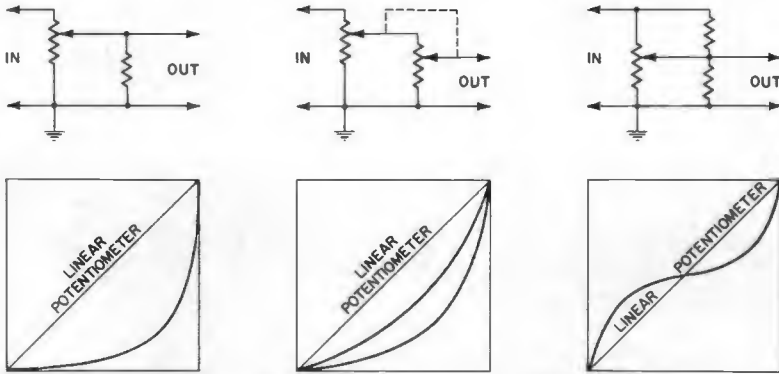 IN
OUT
IN
OUT
IN
OUT
LINEAR
POTENTIOMETER
LINEAR
POTENTIOMETER
LINEAR
POTENTIOMETER